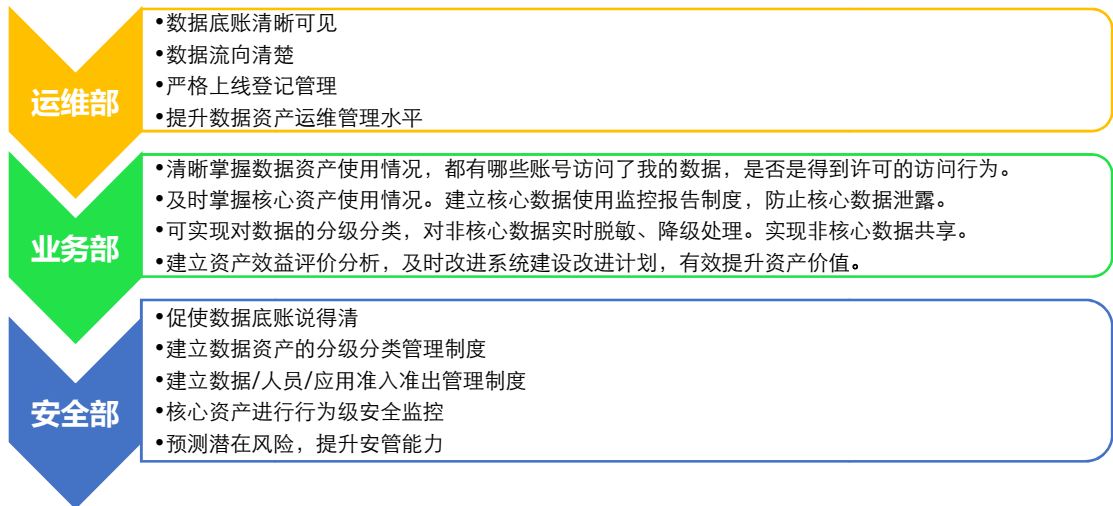 运维部
•数据底账清晰可见
•数据流向清楚
•严格上线登记管理
•提升数据资产运维管理水平
业务部
•清晰掌握数据资产使用情况，都有哪些账号访问了我的数据，是否是得到许可的访问行为。
•及时掌握核心资产使用情况。建立核心数据使用监控报告制度，防止核心数据泄露。
•可实现对数据的分级分类，对非核心数据实时脱敏、降级处理。实现非核心数据共享。
•建立资产效益评价分析，及时改进系统建设改进计划，有效提升资产价值。
安全部
•促使数据底账说得清
•建立数据资产的分级分类管理制度
•建立数据/人员/应用准入准出管理制度
•核心资产进行行为级安全监控
•预测潜在风险，提升安管能力